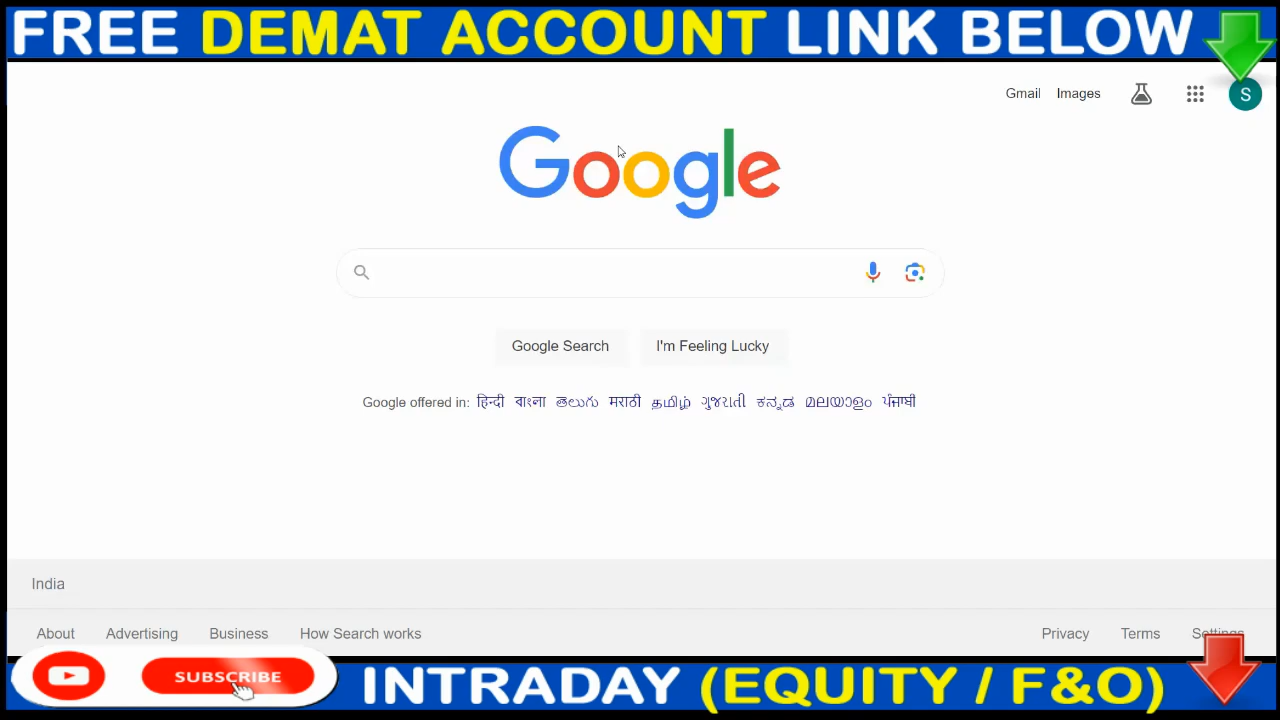 FREE DEMAT ACCOUNT LINK BELOW
Gmail Images S
Google
Google Search I'm Feeling Lucky
Google offered in: हिन्दी বাংলা తెలుగు मराठी தமிழ் ગુજરાતી ಕನ್ನಡ മലയാളം ਪੰਜਾਬੀ
India
About Advertising Business How Search works Privacy Terms Settings
SUBSCRIBE
INTRADAY (EQUITY / F&O)